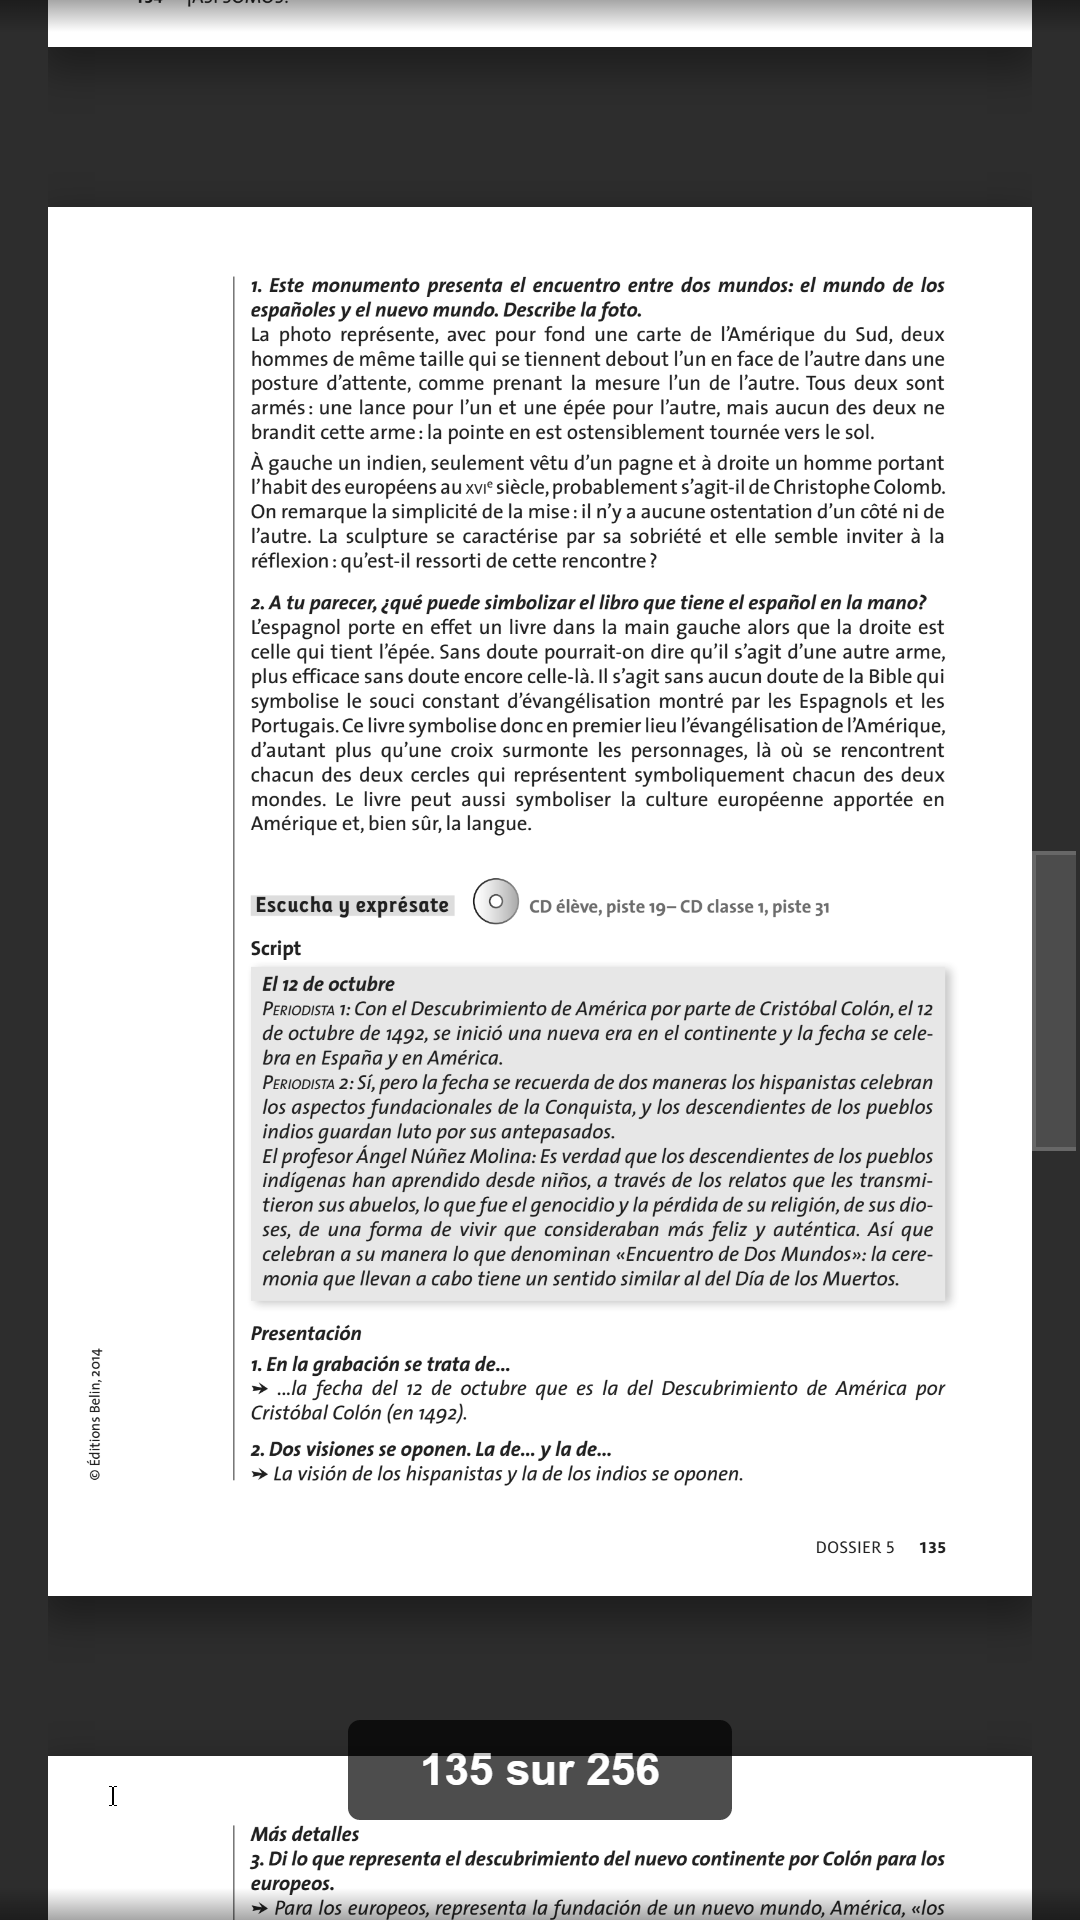 134 ¡ASÍ SOMOS!
1. Este monumento presenta el encuentro entre dos mundos: el mundo de los
españoles y el nuevo mundo. Describe la foto.
La photo représente, avec pour fond une carte de l’Amérique du Sud, deux
hommes de même taille qui se tiennent debout l’un en face de l’autre dans une
posture d’attente, comme prenant la mesure l’un de l’autre. Tous deux sont
armés : une lance pour l’un et une épée pour l’autre, mais aucun des deux ne
brandit cette arme : la pointe en est ostensiblement tournée vers le sol.
À gauche un indien, seulement vêtu d’un pagne et à droite un homme portant
l’habit des européens au XVIe siècle, probablement s’agit-il de Christophe Colomb.
On remarque la simplicité de la mise : il n’y a aucune ostentation d’un côté ni de
l’autre. La sculpture se caractérise par sa sobriété et elle semble inviter à la
réflexion : qu’est-il ressorti de cette rencontre ?
2. A tu parecer, ¿qué puede simbolizar el libro que tiene el español en la mano?
L’espagnol porte en effet un livre dans la main gauche alors que la droite est
celle qui tient l’épée. Sans doute pourrait-on dire qu’il s’agit d’une autre arme,
plus efficace sans doute encore celle-là. Il s’agit sans aucun doute de la Bible qui
symbolise le souci constant d’évangélisation montré par les Espagnols et les
Portugais. Ce livre symbolise donc en premier lieu l’évangélisation de l’Amérique,
d’autant plus qu’une croix surmonte les personnages, là où se rencontrent
chacun des deux cercles qui représentent symboliquement chacun des deux
mondes. Le livre peut aussi symboliser la culture européenne apportée en
Amérique et, bien sûr, la langue.
Escucha y exprésate CD élève, piste 19– CD classe 1, piste 31
Script
El 12 de octubre
PERIODISTA 1: Con el Descubrimiento de América por parte de Cristóbal Colón, el 12
de octubre de 1492, se inició una nueva era en el continente y la fecha se cele-
bra en España y en América.
PERIODISTA 2: Sí, pero la fecha se recuerda de dos maneras los hispanistas celebran
los aspectos fundacionales de la Conquista, y los descendientes de los pueblos
indios guardan luto por sus antepasados.
El profesor Ángel Núñez Molina: Es verdad que los descendientes de los pueblos
indígenas han aprendido desde niños, a través de los relatos que les transmi-
tieron sus abuelos, lo que fue el genocidio y la pérdida de su religión, de sus dio-
ses, de una forma de vivir que consideraban más feliz y auténtica. Así que
celebran a su manera lo que denominan «Encuentro de Dos Mundos»: la cere-
monia que llevan a cabo tiene un sentido similar al del Día de los Muertos.
Presentación
1. En la grabación se trata de...
➔ ...la fecha del 12 de octubre que es la del Descubrimiento de América por
Cristóbal Colón (en 1492).
2. Dos visiones se oponen. La de... y la de...
➔ La visión de los hispanistas y la de los indios se oponen.
© Éditions Belin, 2014
DOSSIER 5 135
135 sur 256
Más detalles
3. Di lo que representa el descubrimiento del nuevo continente por Colón para los
europeos.
➔ Para los europeos, representa la fundación de un nuevo mundo, América, «los